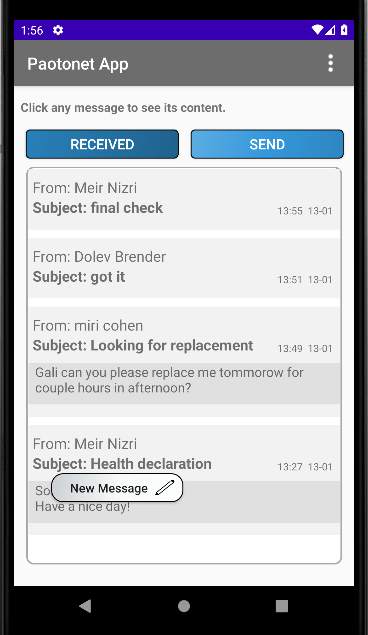 1:56
Paotonet App
Click any message to see its content.
RECEIVED
SEND
From: Meir Nizri
Subject: final check
13:55 13-01
From: Dolev Brender
Subject: got it
13:51 13-01
From: miri cohen
Subject: Looking for replacement
13:49 13-01
Gali can you please replace me tommorow for
couple hours in afternoon?
From: Meir Nizri
Subject: Health declaration
13:27 13-01
New Message
Have a nice day!